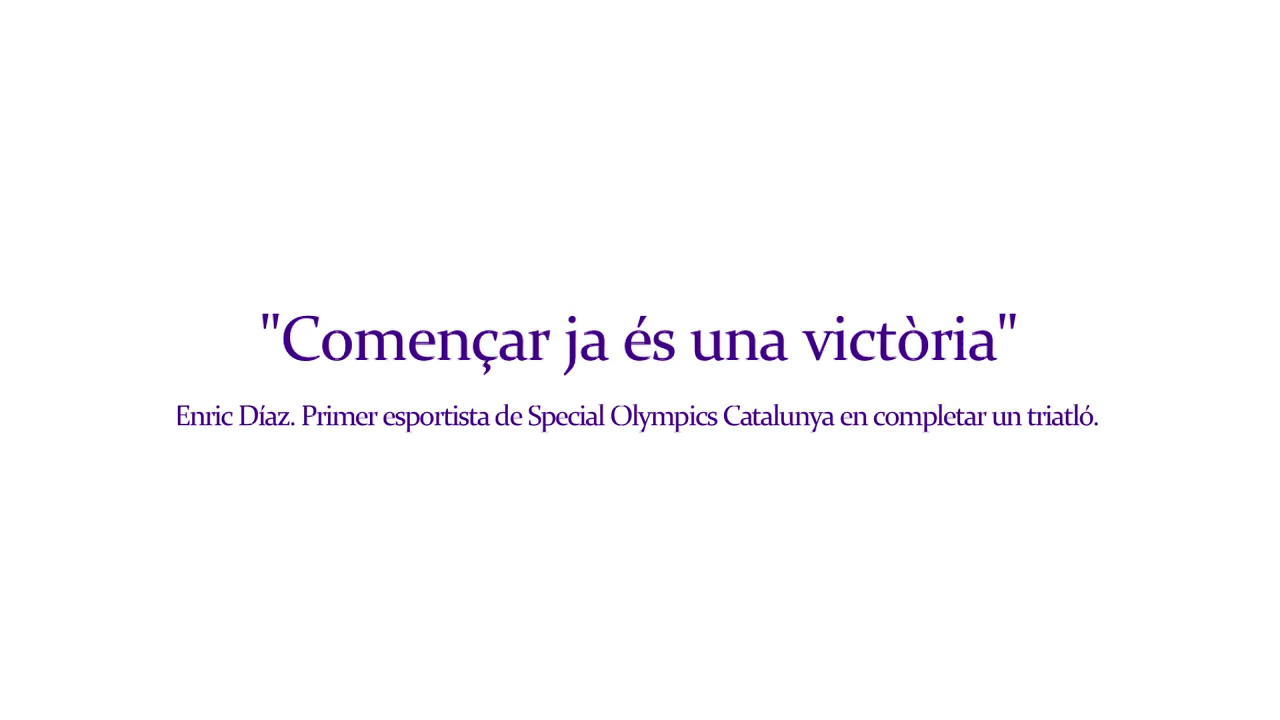 "Començar ja és una victòria"
Enric Díaz. Primer esportista de Special Olympics Catalunya en completar un triatló.